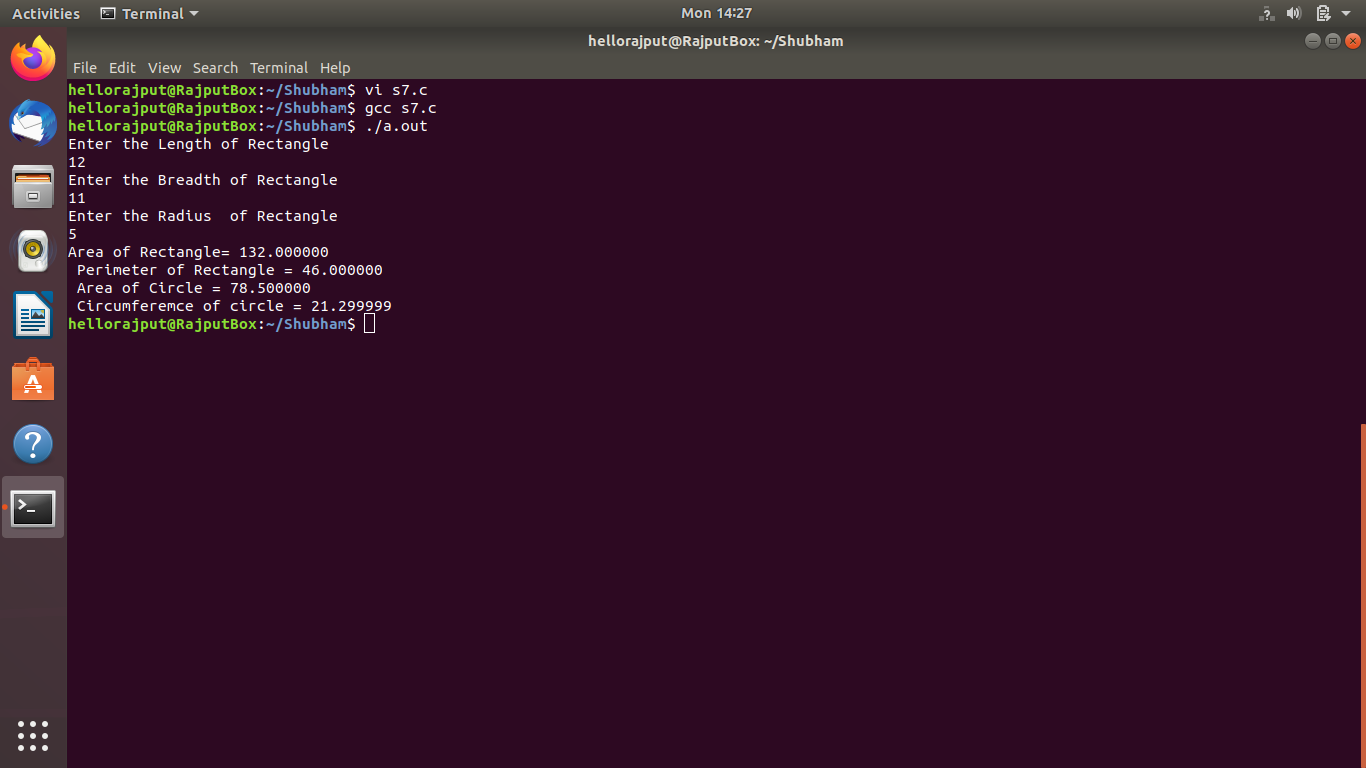 Activities Terminal Mon 14:27
hellorajput@RajputBox: ~/Shubham
File Edit View Search Terminal Help
hellorajput@RajputBox:~/Shubham$ vi s7.c
hellorajput@RajputBox:~/Shubham$ gcc s7.c
hellorajput@RajputBox:~/Shubham$ ./a.out
Enter the Length of Rectangle
12
Enter the Breadth of Rectangle
11
Enter the Radius  of Rectangle
5
Area of Rectangle= 132.000000
 Perimeter of Rectangle = 46.000000
 Area of Circle = 78.500000
 Circumferemce of circle = 21.299999
hellorajput@RajputBox:~/Shubham$